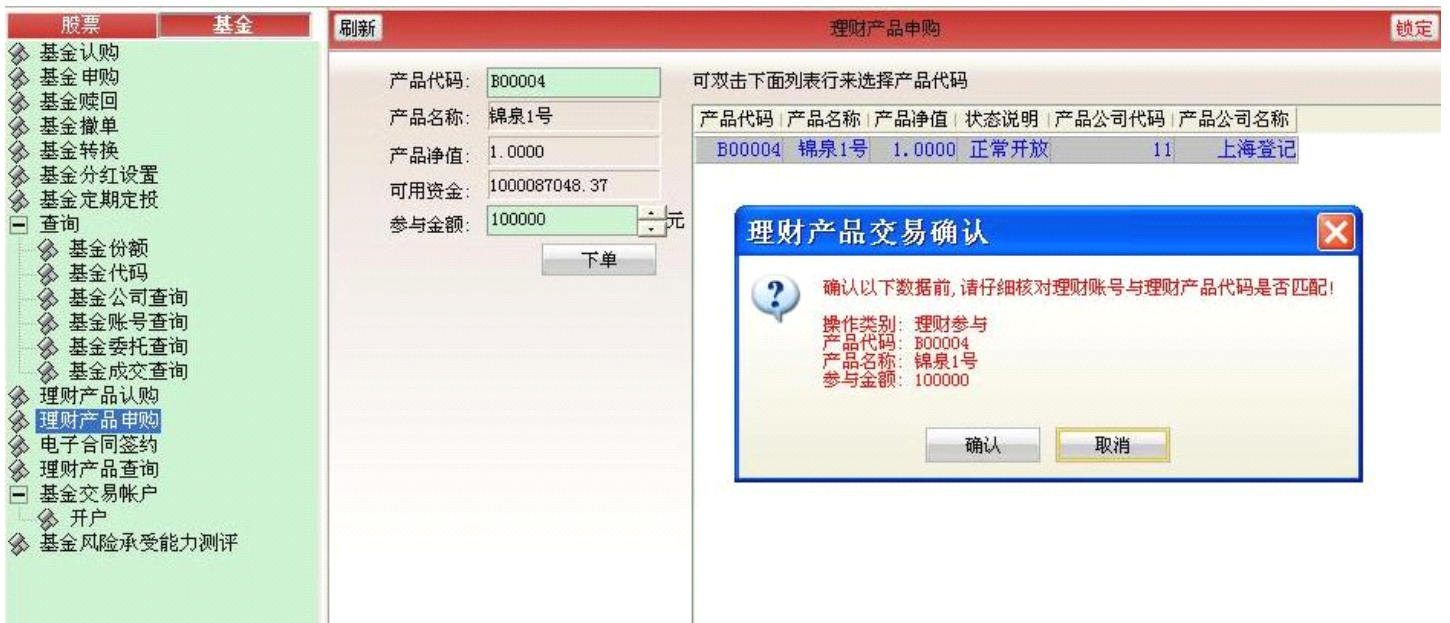 股票 基金
刷新 理财产品申购 锁定
基金认购
基金申购
基金赎回
基金撤单
基金转换
基金分红设置
基金定期定投
查询
基金份额
基金代码
基金公司查询
基金账号查询
基金委托查询
基金成交查询
理财产品认购
理财产品申购
电子合同签约
理财产品查询
基金交易帐户
开户
基金风险承受能力测评
产品代码: B00004
产品名称: 锦泉1号
产品净值: 1.0000
可用资金: 1000087048.37
参与金额: 100000 元
下单
可双击下面列表行来选择产品代码
产品代码 产品名称 产品净值 状态说明 产品公司代码 产品公司名称
B00004 锦泉1号 1.0000 正常开放 11 上海登记
理财产品交易确认
确认以下数据前,请仔细核对理财账号与理财产品代码是否匹配!
操作类别: 理财参与
产品代码: B00004
产品名称: 锦泉1号
参与金额: 100000
确认 取消